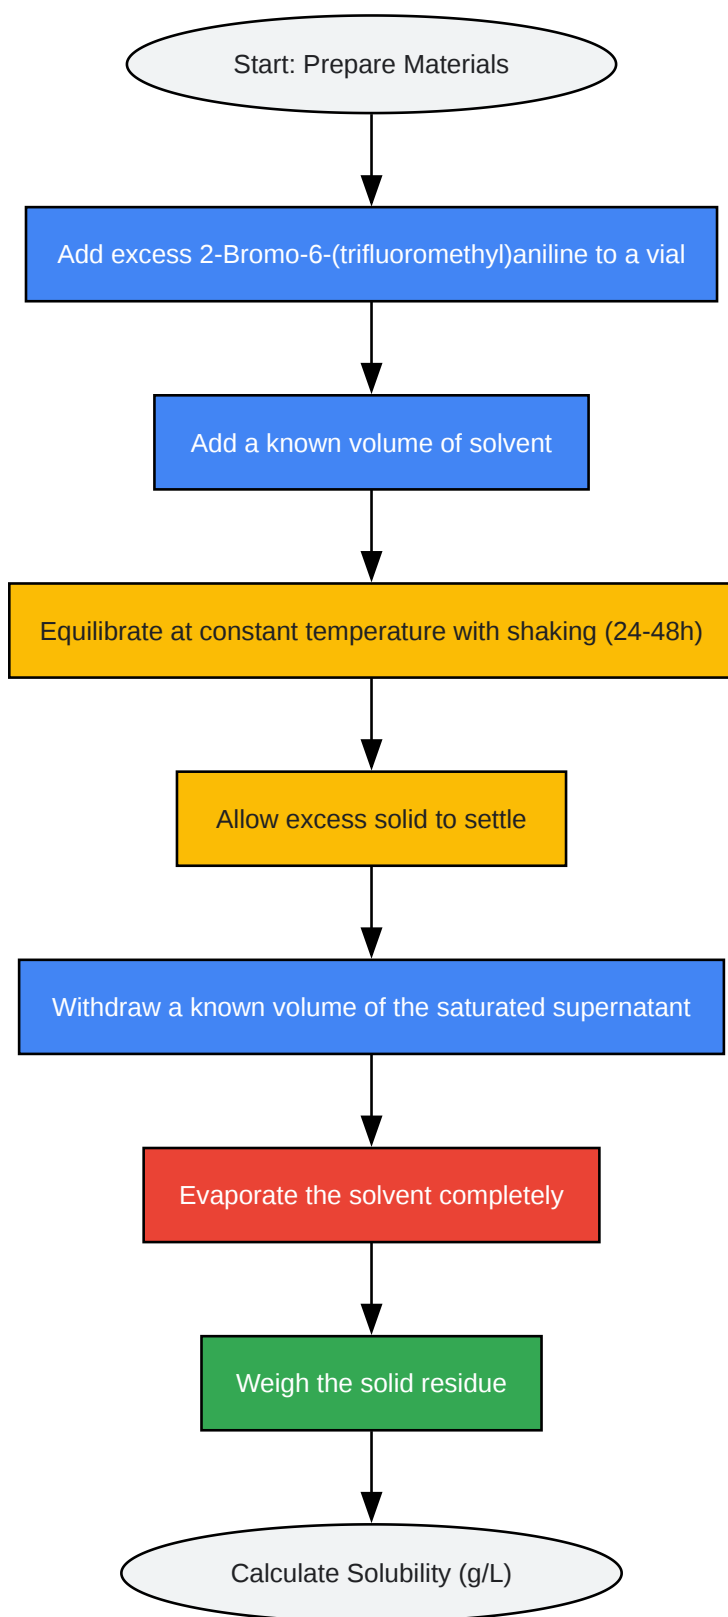 Start: Prepare Materials
Add excess 2-Bromo-6-(trifluoromethyl)aniline to a vial
Add a known volume of solvent
Equilibrate at constant temperature with shaking (24-48h)
Allow excess solid to settle
Withdraw a known volume of the saturated supernatant
Evaporate the solvent completely
Weigh the solid residue
Calculate Solubility (g/L)